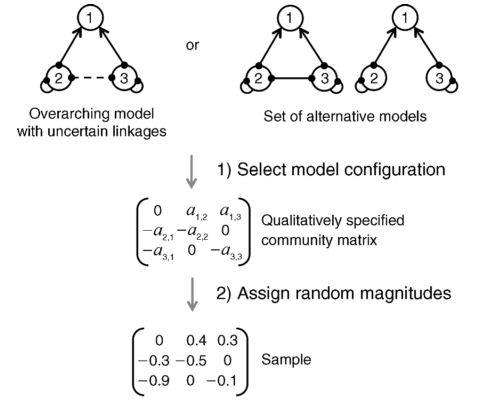 1 1 1
or
2 3 2 3 2 3
Overarching model
with uncertain linkages
Set of alternative models
1) Select model configuration
0 a1,2 a1,3
−a2,1 −a2,2 0
−a3,1 0 −a3,3
Qualitatively specified
community matrix
2) Assign random magnitudes
0 0.4 0.3
−0.3 −0.5 0
−0.9 0 −0.1
Sample